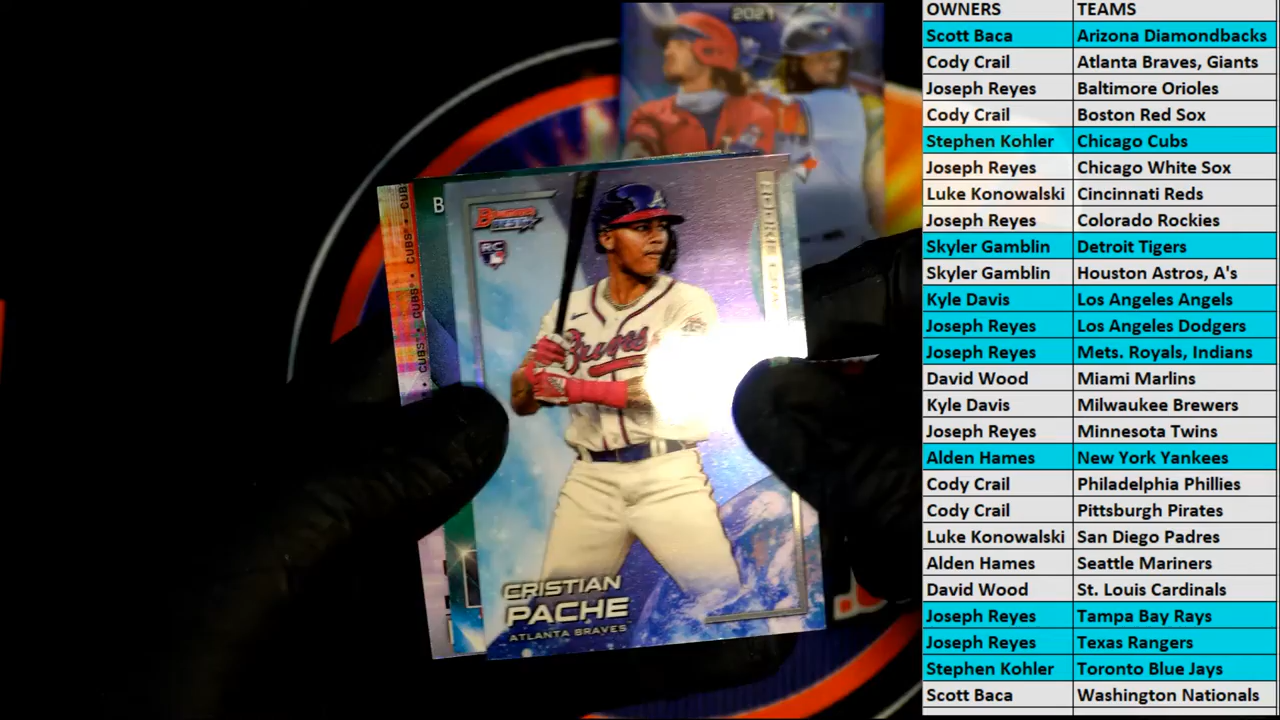 2021
CUBS • CUBS • CUBS • CUBS •
B
BOWMAN'S
BEST
RC
CRISTIAN
PACHE
ATLANTA BRAVES
OWNERS TEAMS
Scott Baca Arizona Diamondbacks
Cody Crail Atlanta Braves, Giants
Joseph Reyes Baltimore Orioles
Cody Crail Boston Red Sox
Stephen Kohler Chicago Cubs
Joseph Reyes Chicago White Sox
Luke Konowalski Cincinnati Reds
Joseph Reyes Colorado Rockies
Skyler Gamblin Detroit Tigers
Skyler Gamblin Houston Astros, A's
Kyle Davis Los Angeles Angels
Joseph Reyes Los Angeles Dodgers
Joseph Reyes Mets. Royals, Indians
David Wood Miami Marlins
Kyle Davis Milwaukee Brewers
Joseph Reyes Minnesota Twins
Alden Hames New York Yankees
Cody Crail Philadelphia Phillies
Cody Crail Pittsburgh Pirates
Luke Konowalski San Diego Padres
Alden Hames Seattle Mariners
David Wood St. Louis Cardinals
Joseph Reyes Tampa Bay Rays
Joseph Reyes Texas Rangers
Stephen Kohler Toronto Blue Jays
Scott Baca Washington Nationals